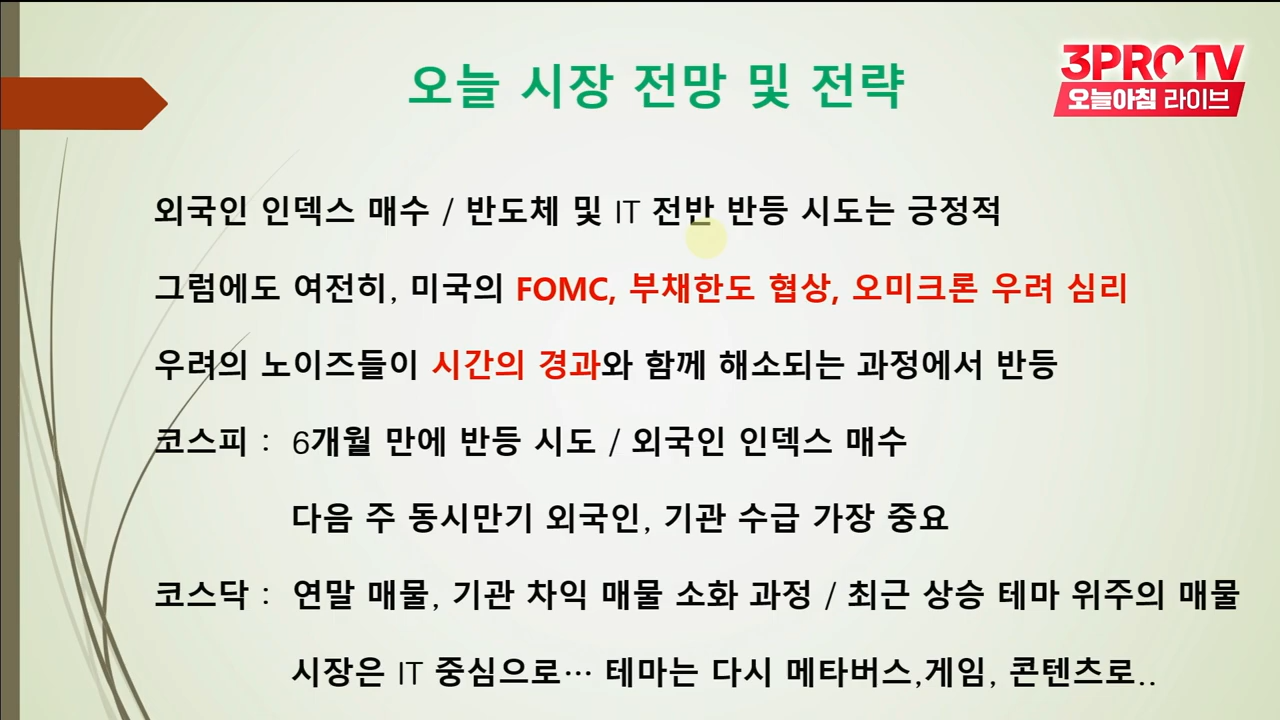 3PRO TV
오늘아침 라이브
오늘 시장 전망 및 전략
외국인 인덱스 매수 / 반도체 및 IT 전반 반등 시도는 긍정적
그럼에도 여전히, 미국의 FOMC, 부채한도 협상, 오미크론 우려 심리
우려의 노이즈들이 시간의 경과와 함께 해소되는 과정에서 반등
코스피 : 6개월 만에 반등 시도 / 외국인 인덱스 매수
다음 주 동시만기 외국인, 기관 수급 가장 중요
코스닥 : 연말 매물, 기관 차익 매물 소화 과정 / 최근 상승 테마 위주의 매물
시장은 IT 중심으로… 테마는 다시 메타버스,게임, 콘텐츠로..